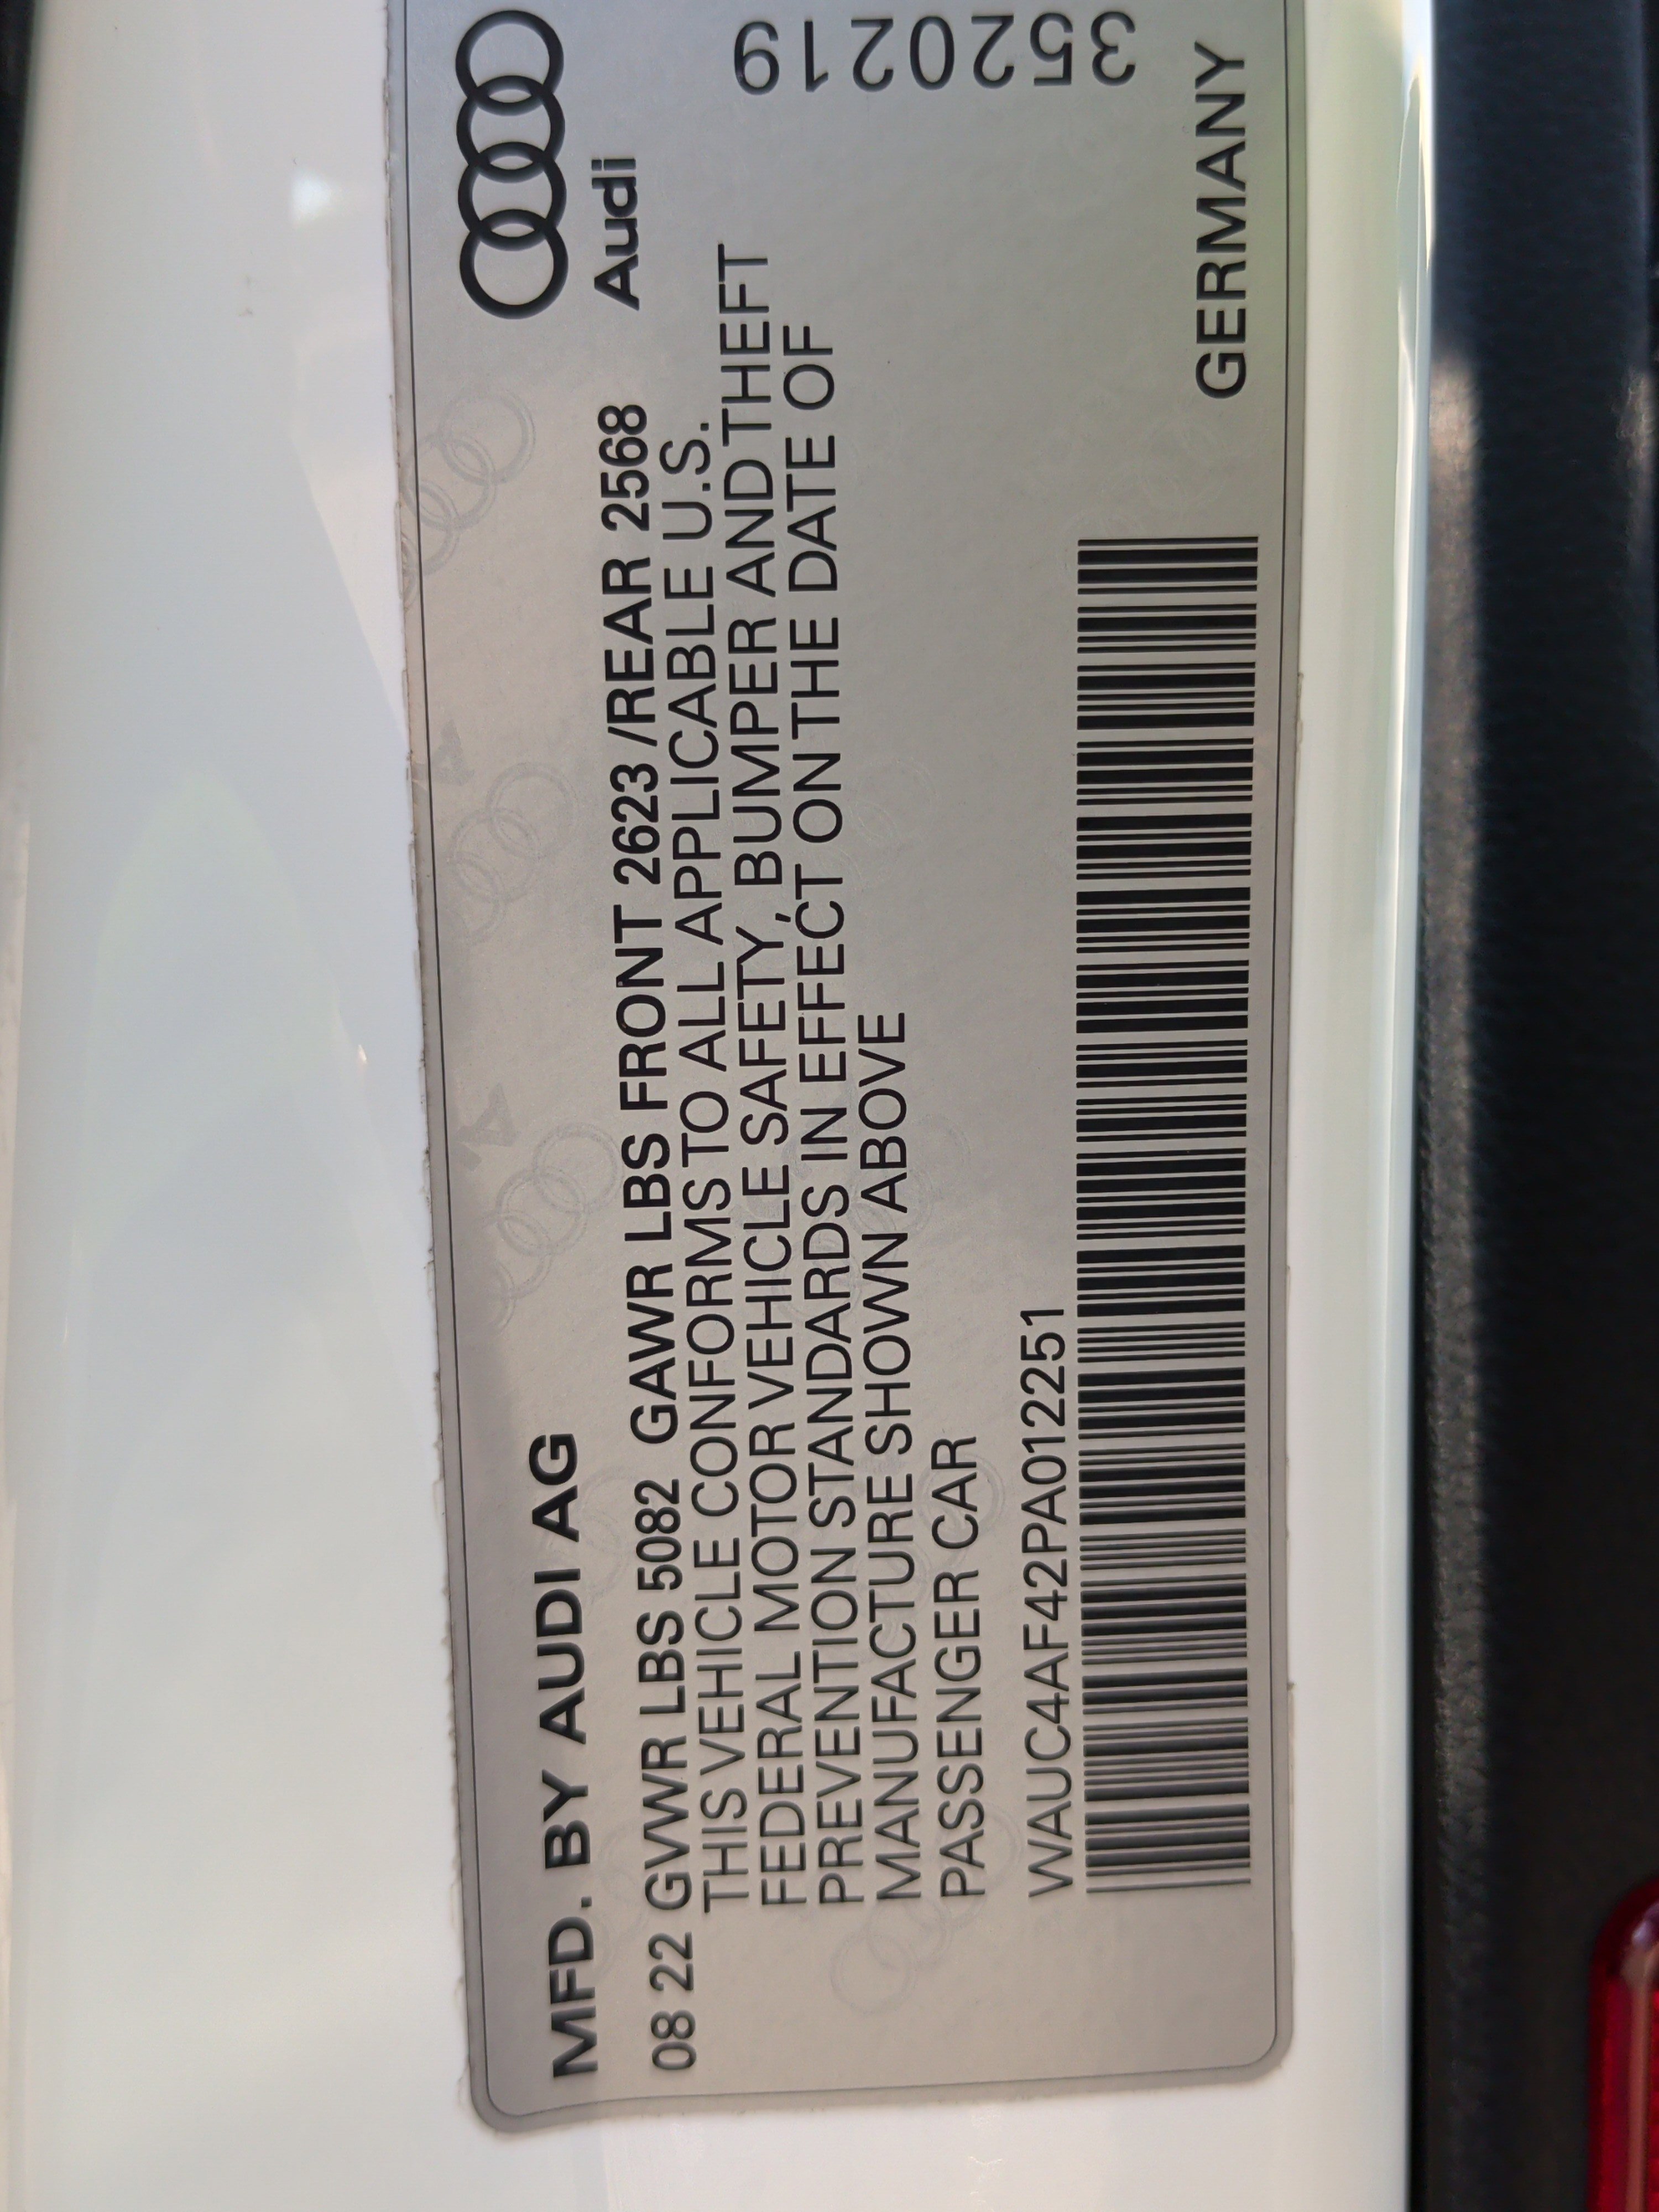 MFD. BY AUDI AG
Audi
08 22 GVWR LBS 5082 GAWR LBS FRONT 2623 /REAR 2568
THIS VEHICLE CONFORMS TO ALL APPLICABLE U.S.
FEDERAL MOTOR VEHICLE SAFETY, BUMPER AND THEFT
PREVENTION STANDARDS IN EFFECT ON THE DATE OF
MANUFACTURE SHOWN ABOVE
PASSENGER CAR
WAUC4AF42PA012251
GERMANY
3520219